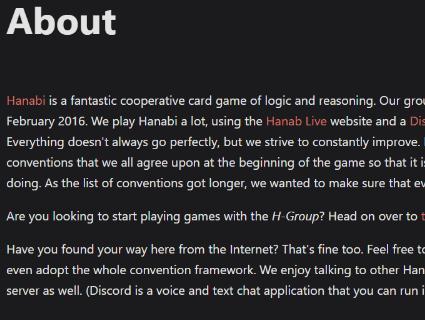 About
Hanabi is a fantastic cooperative card game of logic and reasoning. Our
February 2016. We play Hanabi a lot, using the Hanab Live website and a
Everything doesn't always go perfectly, but we strive to constantly improve.
conventions that we all agree upon at the beginning of the game so that it
doing. As the list of conventions got longer, we wanted to make sure that
Are you looking to start playing games with the H-Group? Head on over to
Have you found your way here from the Internet? That's fine too. Feel free
even adopt the whole convention framework. We enjoy talking to other
server as well. (Discord is a voice and text chat application that you can run